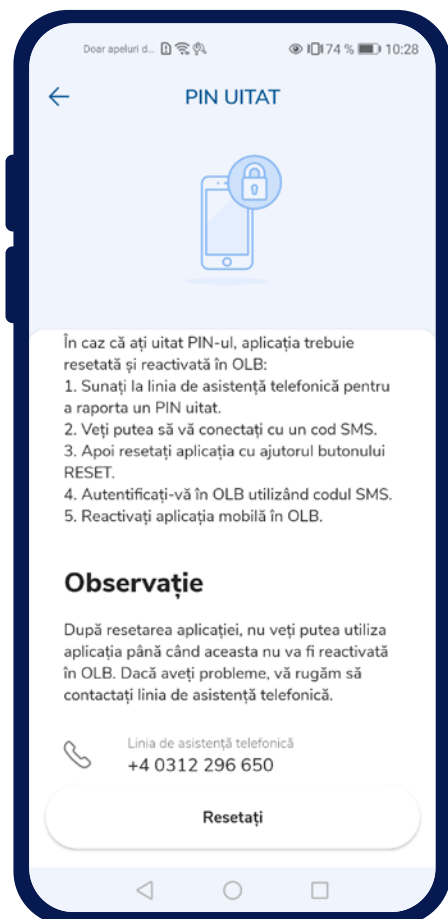 Doar apeluri d... 74 % 10:28
PIN UITAT
În caz că ați uitat PIN-ul, aplicația trebuie
resetată și reactivată în OLB:
1. Sunați la linia de asistență telefonică pentru
a raporta un PIN uitat.
2. Veți putea să vă conectați cu un cod SMS.
3. Apoi resetați aplicația cu ajutorul butonului
RESET.
4. Autentificați-vă în OLB utilizând codul SMS.
5. Reactivați aplicația mobilă în OLB.
Observație
După resetarea aplicației, nu veți putea utiliza
aplicația până când aceasta nu va fi reactivată
în OLB. Dacă aveți probleme, vă rugăm să
contactați linia de asistență telefonică.
Linia de asistență telefonică
+4 0312 296 650
Resetați